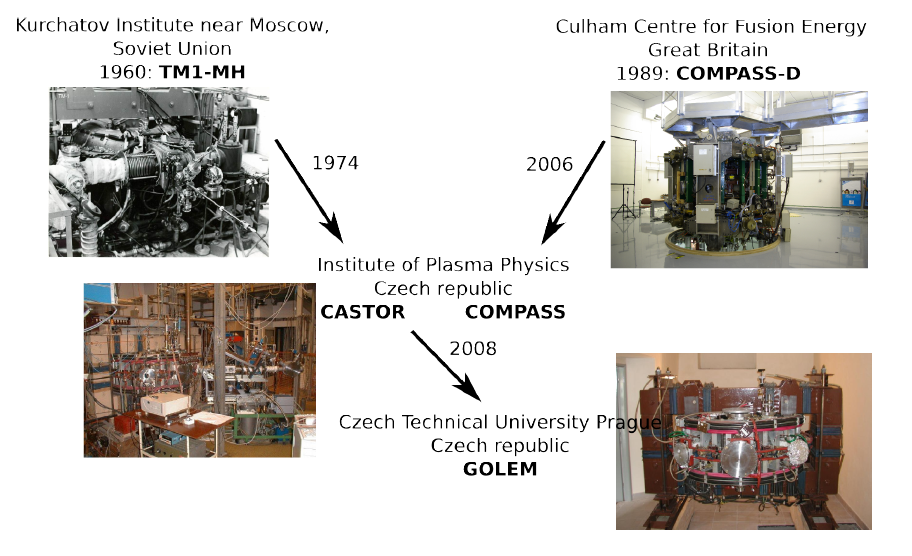 Kurchatov Institute near Moscow,
Soviet Union
1960: TM1-MH
Culham Centre for Fusion Energy
Great Britain
1989: COMPASS-D
1974
2006
Institute of Plasma Physics
Czech republic
CASTOR COMPASS
2008
Czech Technical University Prague
Czech republic
GOLEM